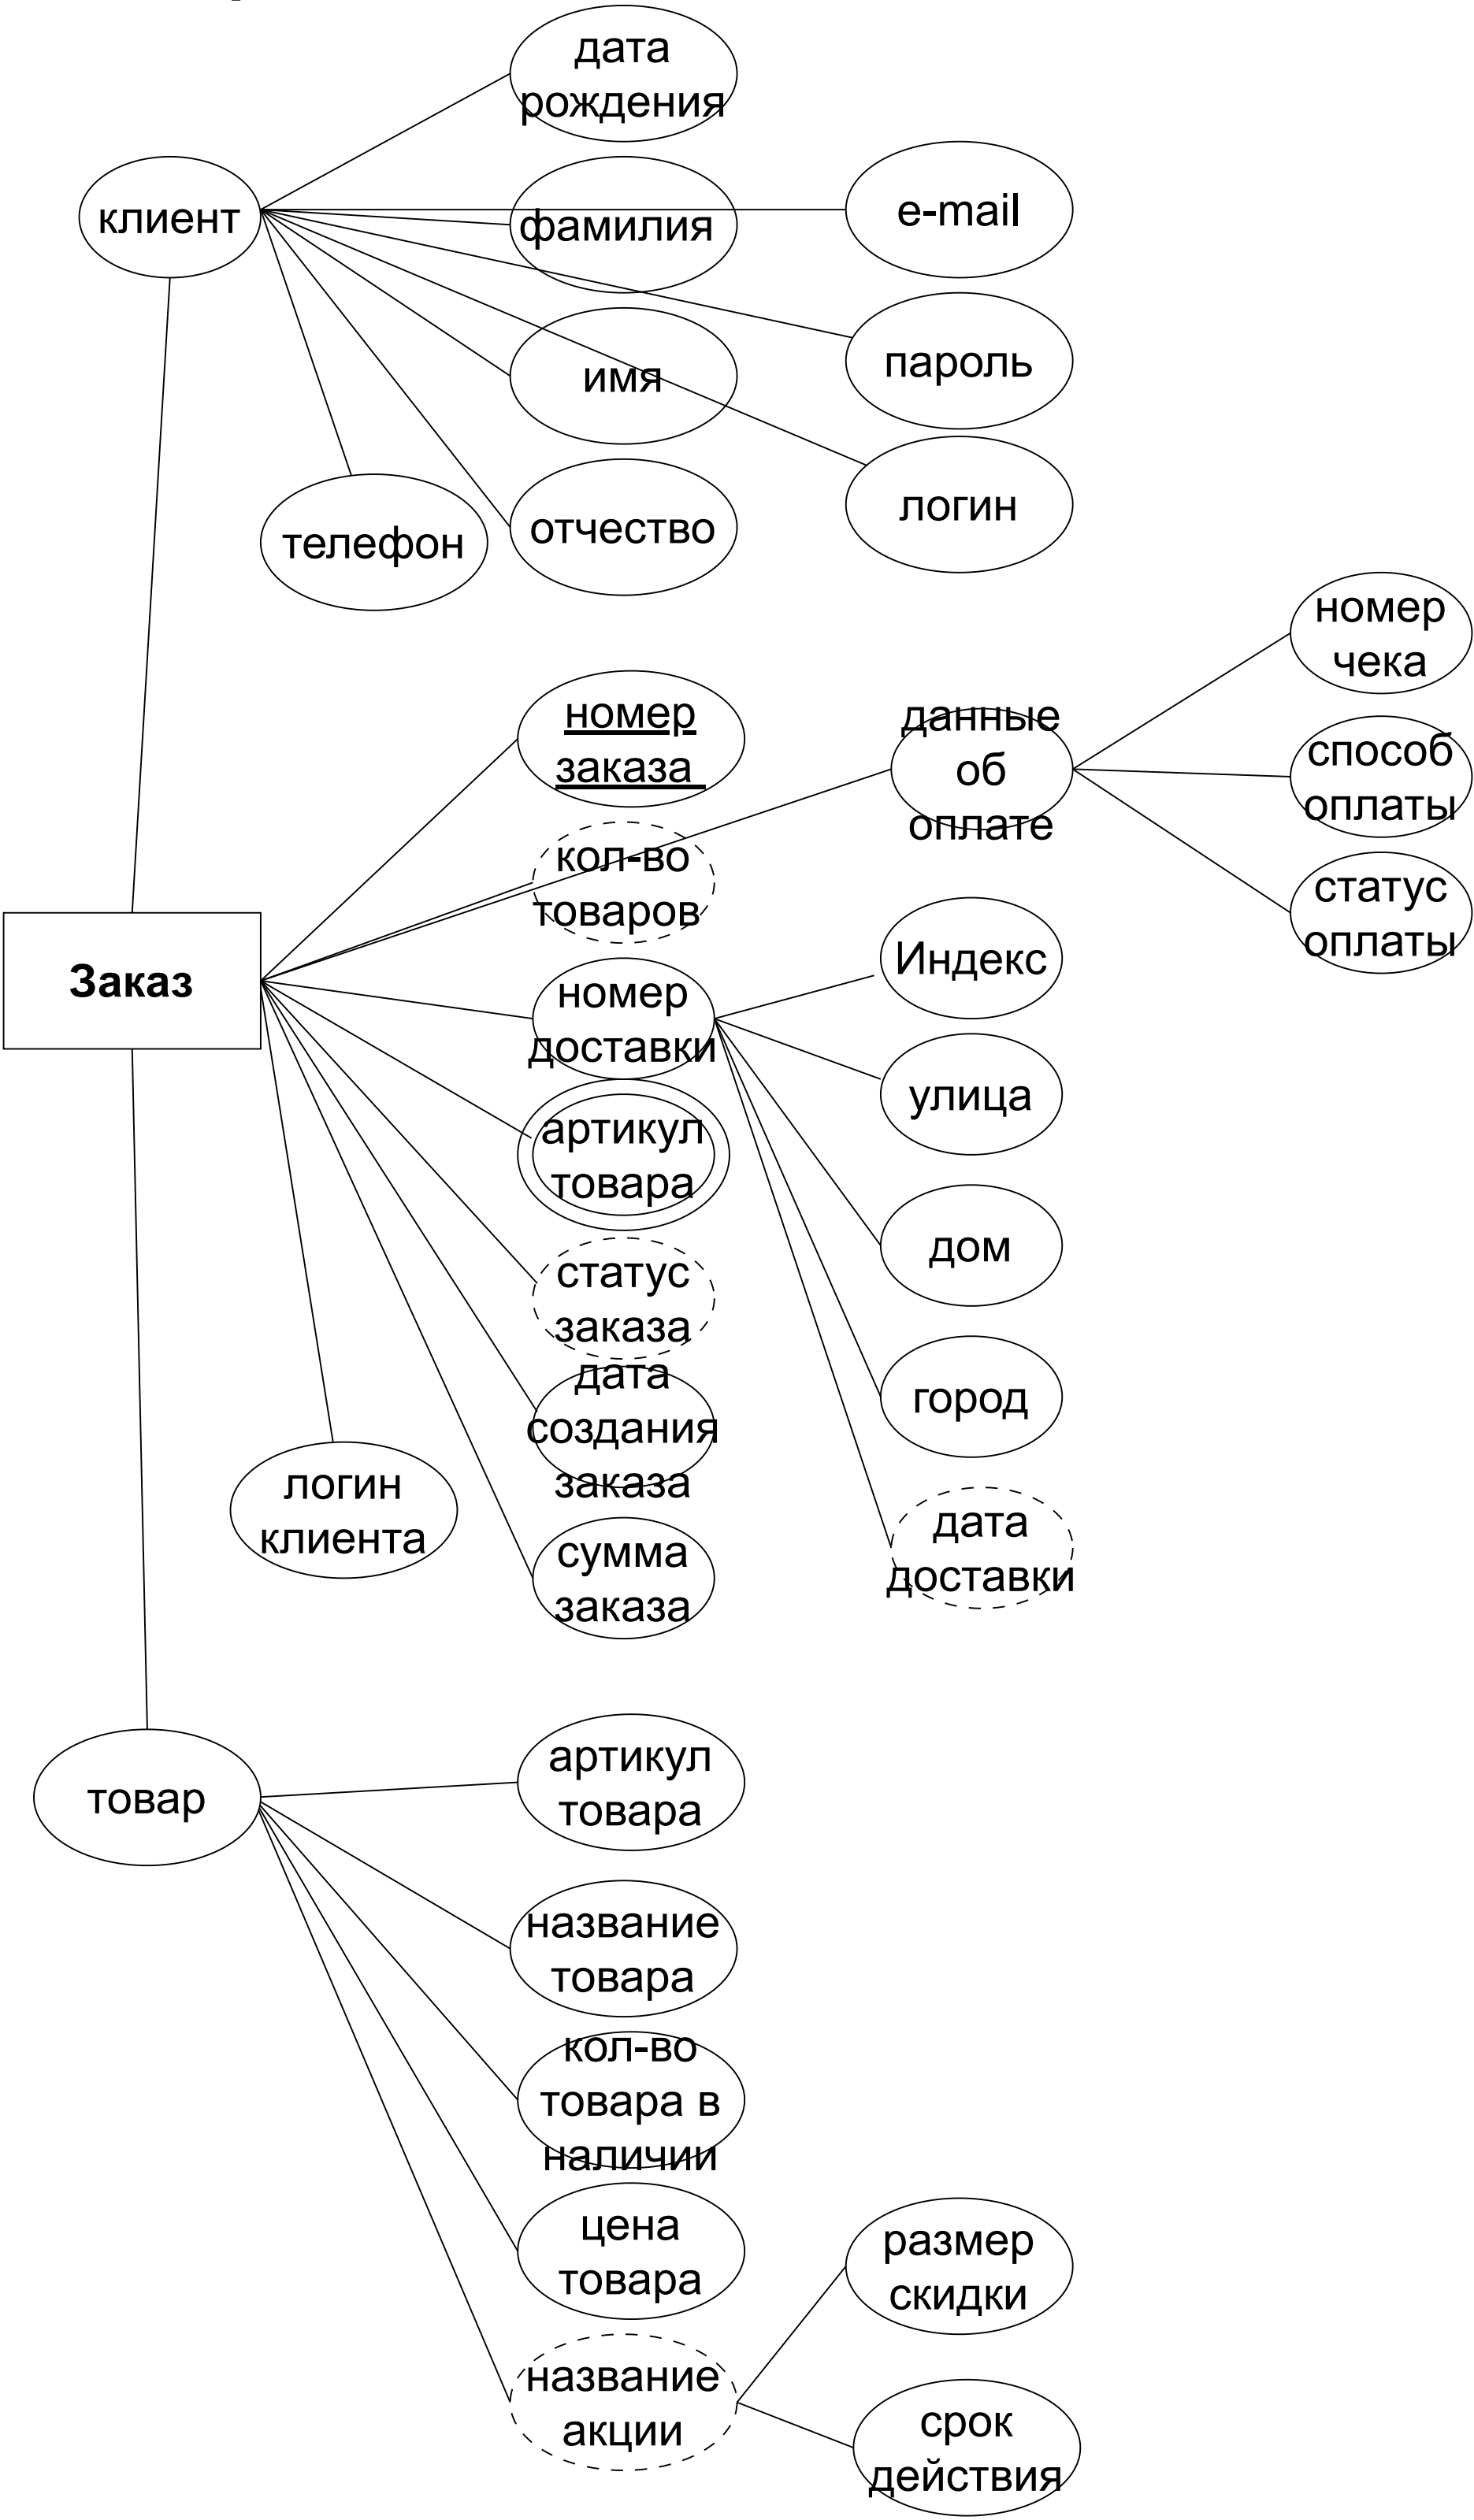 дата
рождения
клиент
фамилия
e-mail
имя
пароль
телефон
отчество
логин
номер
чека
номер
заказа
данные
об
оплате
способ
оплаты
кол-во
товаров
статус
оплаты
Заказ
номер
доставки
Индекс
артикул
товара
улица
статус
заказа
дом
дата
создания
заказа
город
логин
клиента
сумма
заказа
дата
доставки
товар
артикул
товара
название
товара
кол-во
товара в
наличии
цена
товара
размер
скидки
название
акции
срок
действия